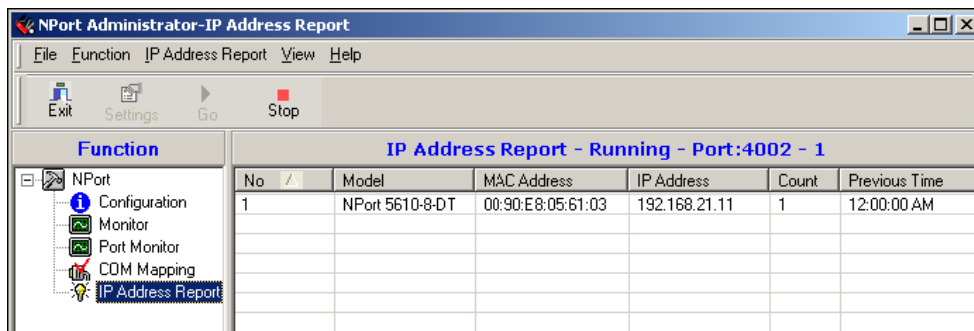 NPort Administrator-IP Address Report
File Function IP Address Report View Help
Exit Settings Go Stop
Function
IP Address Report - Running - Port:4002 - 1
NPort
Configuration
Monitor
Port Monitor
COM Mapping
IP Address Report
No Model MAC Address IP Address Count Previous Time
1 NPort 5610-8-DT 00:90:E8:05:61:03 192.168.21.11 1 12:00:00 AM